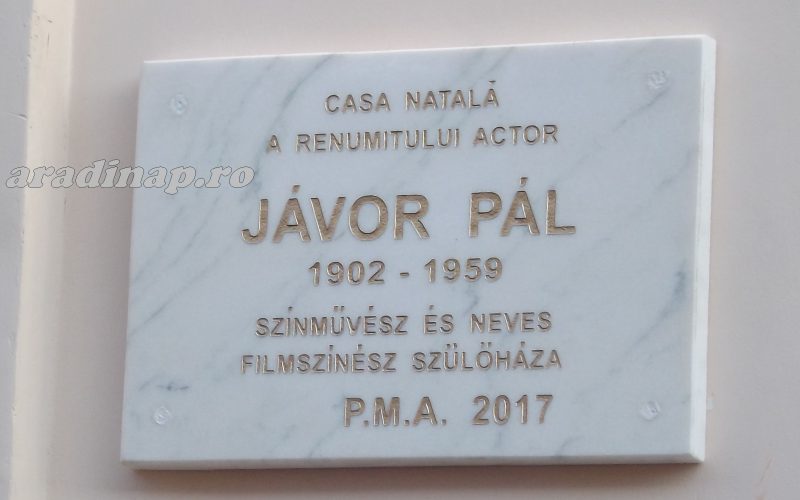 CASA NATALĂ
A RENUMITULUI ACTOR
aradinap.ro
JÁVOR PÁL
1902 - 1959
SZÍNMŰVÉSZ ÉS NEVES
FILMSZÍNÉSZ SZÜLŐHÁZA
P.M.A. 2017